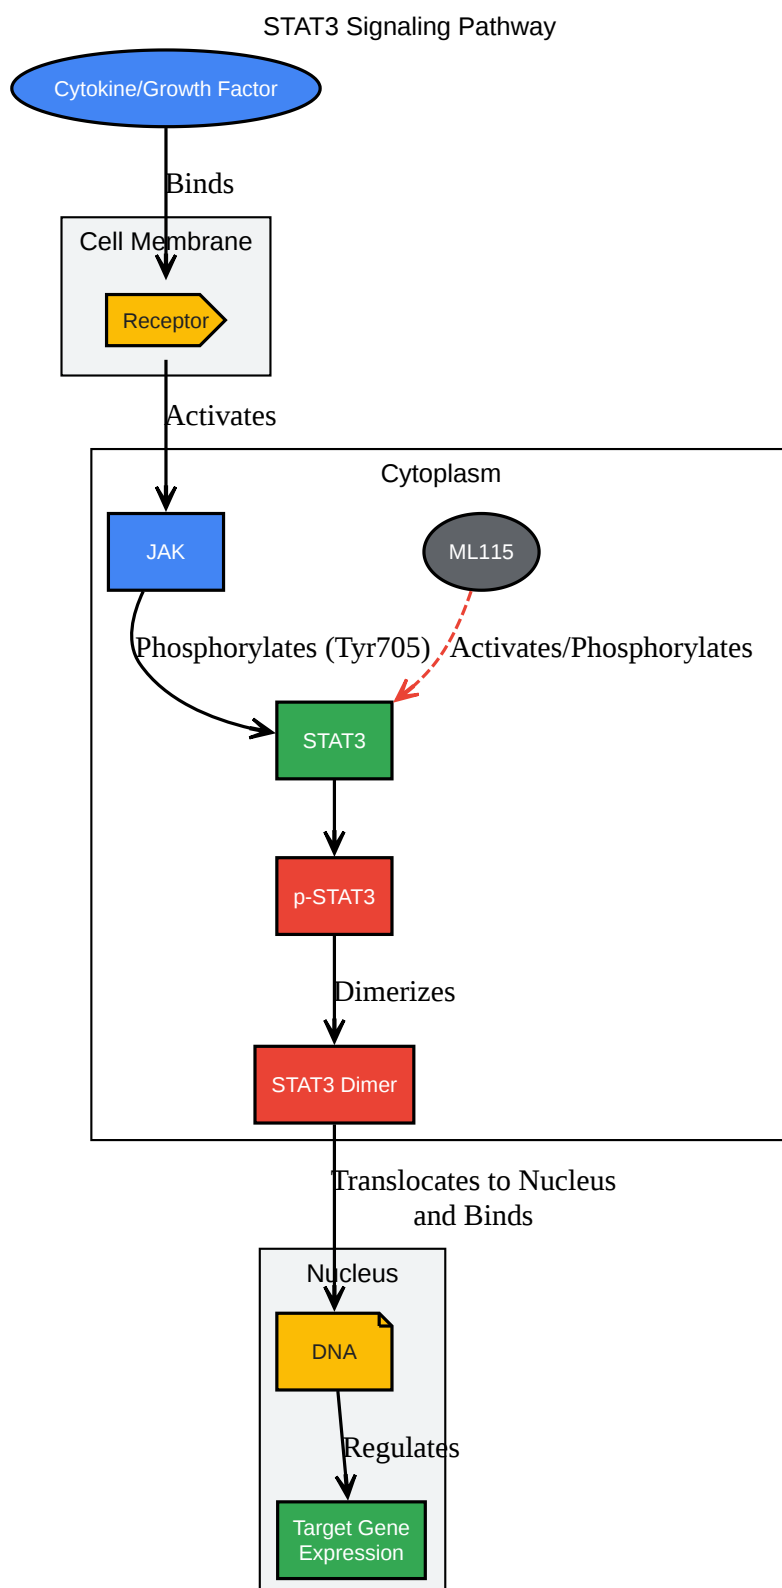 STAT3 Signaling Pathway
Cytokine/Growth Factor
Binds
Cell Membrane
Receptor
Activates
Cytoplasm
JAK
ML115
Phosphorylates (Tyr705)
Activates/Phosphorylates
STAT3
p-STAT3
Dimerizes
STAT3 Dimer
Translocates to Nucleus
and Binds
Nucleus
DNA
Regulates
Target Gene
Expression